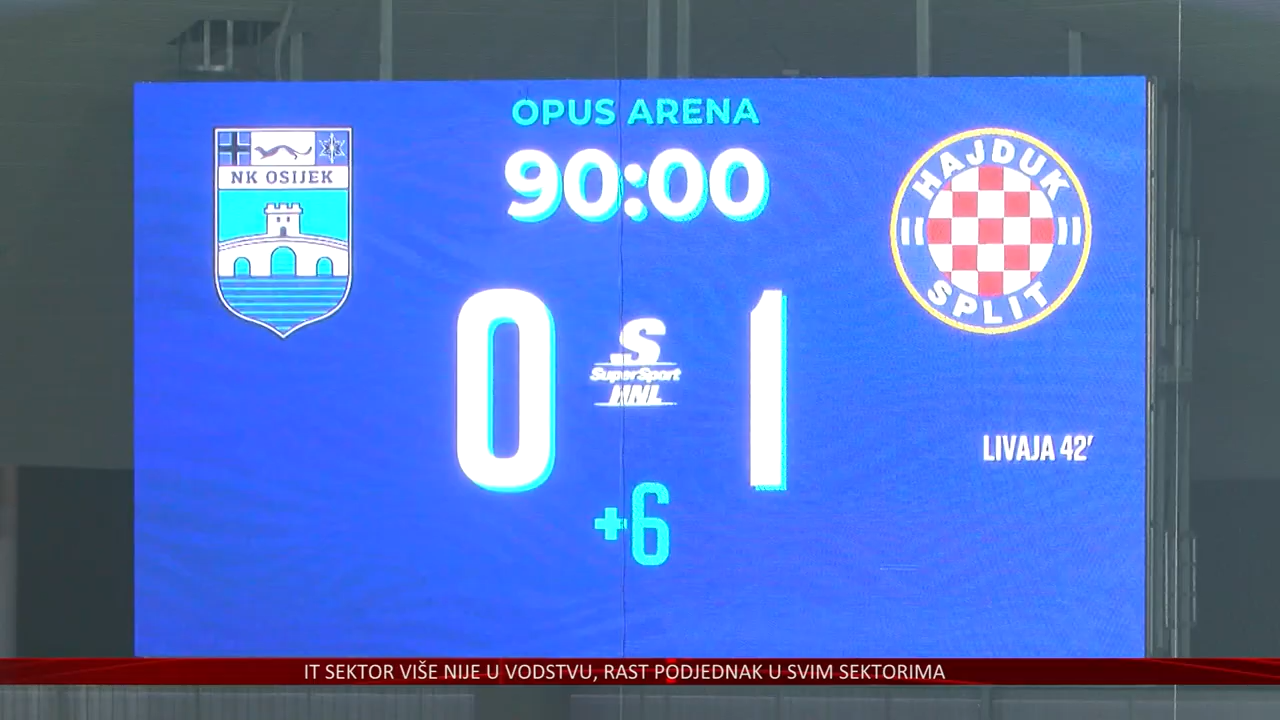 OPUS ARENA
90:00
NK OSIJEK
HAJDUK
SPLIT
0
1
S
SuperSport
HNL
LIVAJA 42'
+6
IT SEKTOR VIŠE NIJE U VODSTVU, RAST PODJEDNAK U SVIM SEKTORIMA